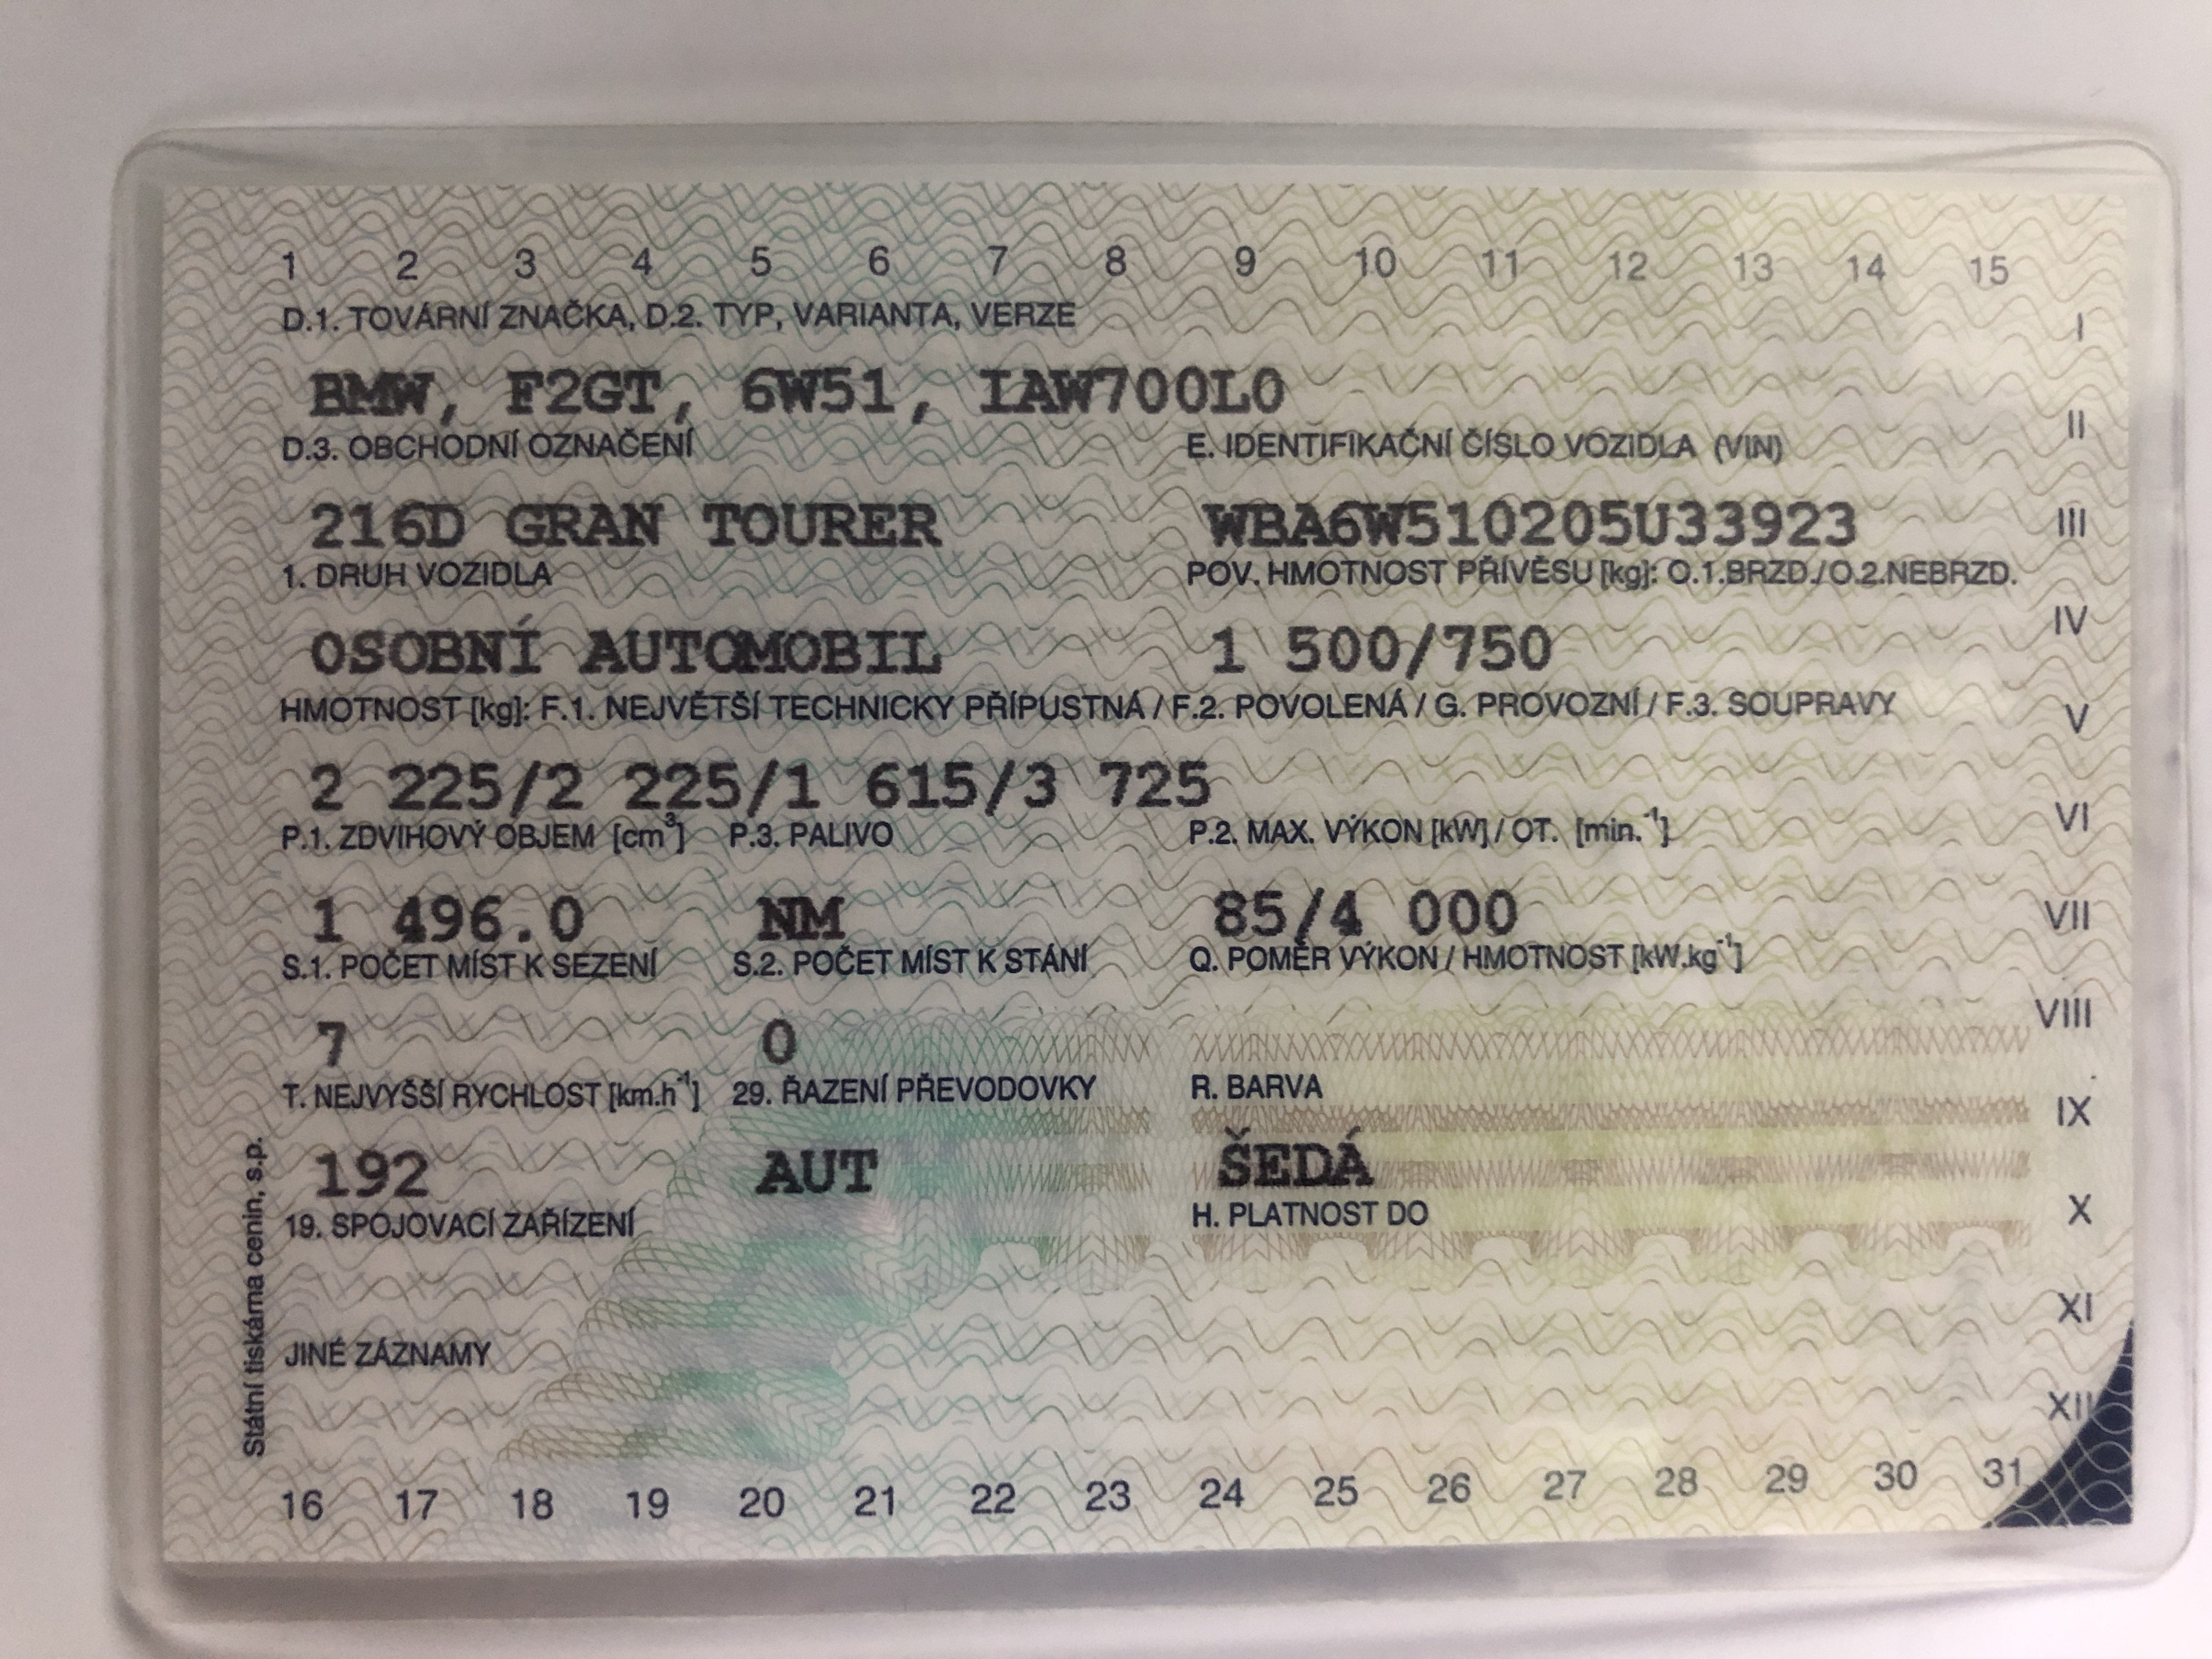 1 2 3 4 5 6 7 8 9 10 11 12 13 14 15
D.1. TOVÁRNÍ ZNAČKA, D.2. TYP, VARIANTA, VERZE
I
BMW, F2GT, 6W51, IAW700L0
D.3. OBCHODNÍ OZNAČENÍ E. IDENTIFIKAČNÍ ČÍSLO VOZIDLA (VIN)
II
216D GRAN TOURER WBA6W510205U33923
III
1. DRUH VOZIDLA POV. HMOTNOST PŘÍVĚSU [kg]: O.1.BRZD./O.2.NEBRZD.
OSOBNÍ AUTOMOBIL 1 500/750
IV
HMOTNOST [kg]: F.1. NEJVĚTŠÍ TECHNICKY PŘÍPUSTNÁ / F.2. POVOLENÁ / G. PROVOZNÍ / F.3. SOUPRAVY
V
2 225/2 225/1 615/3 725
P.1. ZDVIHOVÝ OBJEM [cm³] P.3. PALIVO P.2. MAX. VÝKON [kW] / OT. [min.⁻¹]
VI
1 496.0 NM 85/4 000
VII
S.1. POČET MÍST K SEZENÍ S.2. POČET MÍST K STÁNÍ Q. POMĚR VÝKON / HMOTNOST [kW.kg⁻¹]
VIII
7 0
T. NEJVYŠŠÍ RYCHLOST [km.h⁻¹] 29. ŘAZENÍ PŘEVODOVKY R. BARVA
IX
192 AUT ŠEDÁ
19. SPOJOVACÍ ZAŘÍZENÍ H. PLATNOST DO
X
XI
JINÉ ZÁZNAMY
XII
Státní tiskárna cenin, s.p.
16 17 18 19 20 21 22 23 24 25 26 27 28 29 30 31